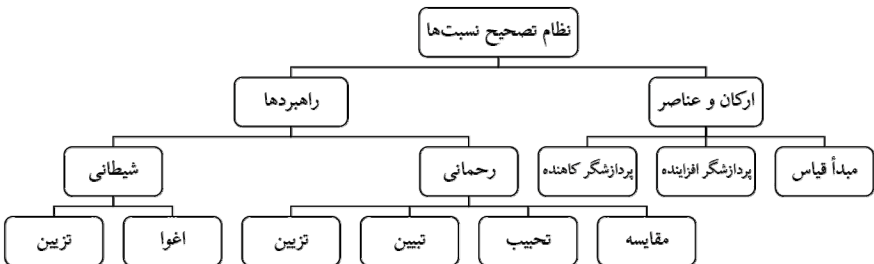 نظام تصحیح نسبت‌ها
ارکان و عناصر
راهبردها
مبدأ قیاس
پردازشگر افزاینده
پردازشگر کاهنده
رحمانی
شیطانی
مقایسه
تحبیب
تبیین
تزیین
اغوا
تزیین